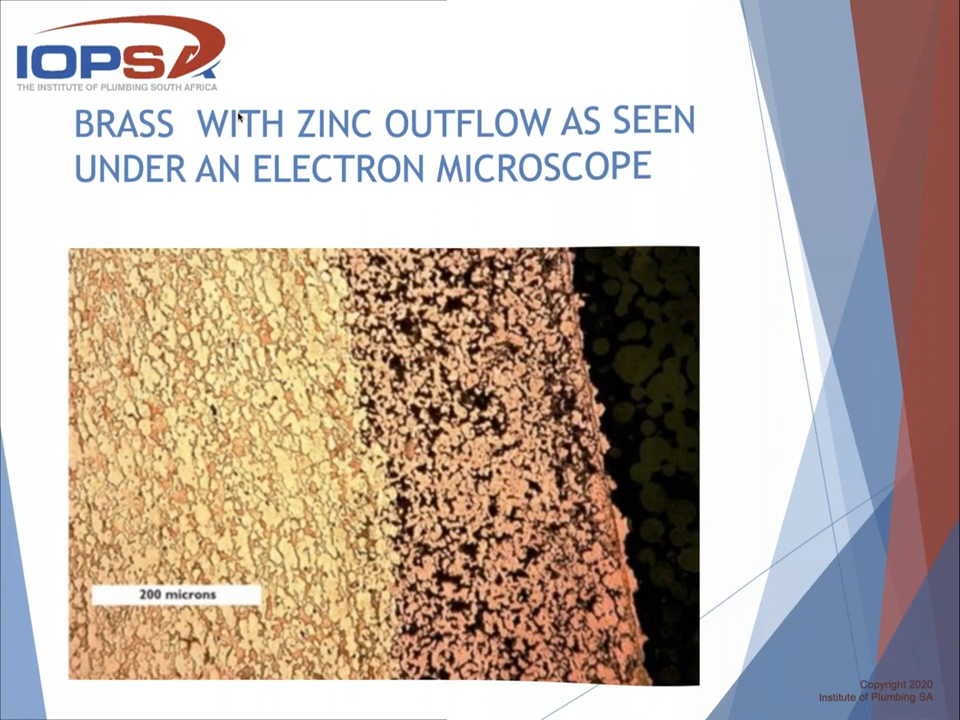 IOPSA
THE INSTITUTE OF PLUMBING SOUTH AFRICA
BRASS WITH ZINC OUTFLOW AS SEEN
UNDER AN ELECTRON MICROSCOPE
200 microns
Copyright 2020
Institute of Plumbing SA